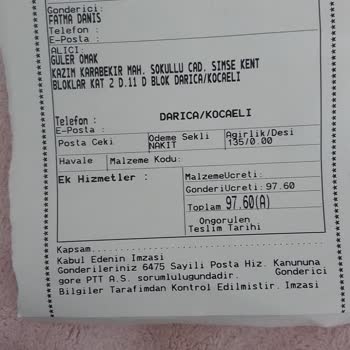 Gonderici:
FATMA DANIS
Telefon :
E-Posta :
ALICI:
GULER OMAK
KAZIM KARABEKIR MAH. SOKULLU CAD. SIMSE KENT
BLOKLAR KAT 2 D.11 D BLOK DARICA/KOCAELI
DARICA/KOCAELI
Telefon :
E-Posta :
Posta Ceki Odeme Sekli Agirlik/Desi
NAKIT 135/0.00
Havale Malzeme Kodu:
Ek Hizmetler : MalzemeUcreti:
GonderiUcreti: 97.60
Toplam 97.60(A)
Ongorulen
Teslim Tarihi
Kapsam
Kabul Edenin Imzasi
Gonderileriniz 6475 Sayili Posta Hiz. Kanununa
gore PTT A.S. sorumlulugundadir. Gonderici
Bilgiler Tarafimdan Kontrol Edilmistir. Imzasi